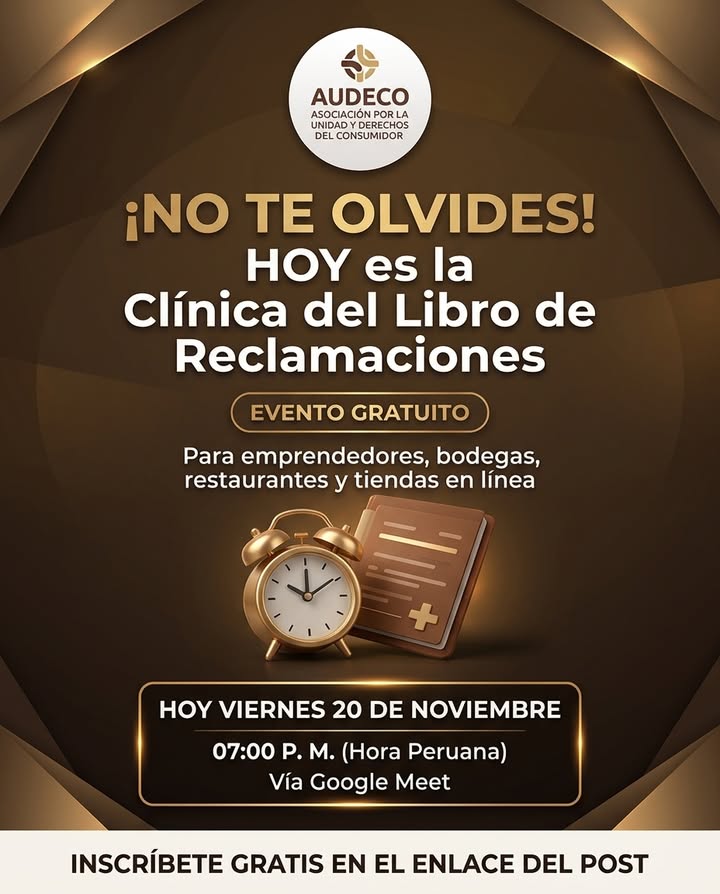 AUDECO
ASOCIACIÓN POR LA
UNIDAD Y DERECHOS
DEL CONSUMIDOR
¡NO TE OLVIDES!
HOY es la
Clínica del Libro de
Reclamaciones
EVENTO GRATUITO
Para emprendedores, bodegas,
restaurantes y tiendas en línea
HOY VIERNES 20 DE NOVIEMBRE
07:00 P. M. (Hora Peruana)
Vía Google Meet
INSCRÍBETE GRATIS EN EL ENLACE DEL POST